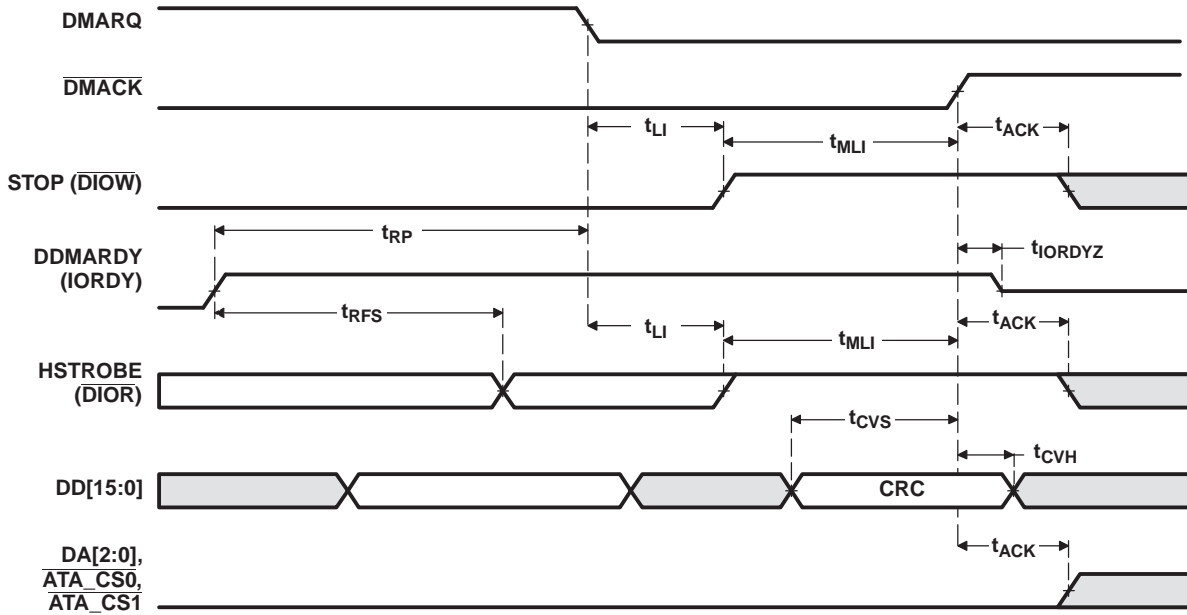 DMARQ
DMACK
tLI
tMLI
tACK
STOP (DIOW)
tRP
DDMARDY
(IORDY)
tIORDYZ
tRFS
tLI
tMLI
tACK
HSTROBE
(DIOR)
tCVS
tCVH
DD[15:0]
CRC
tACK
DA[2:0],
ATA_CS0,
ATA_CS1